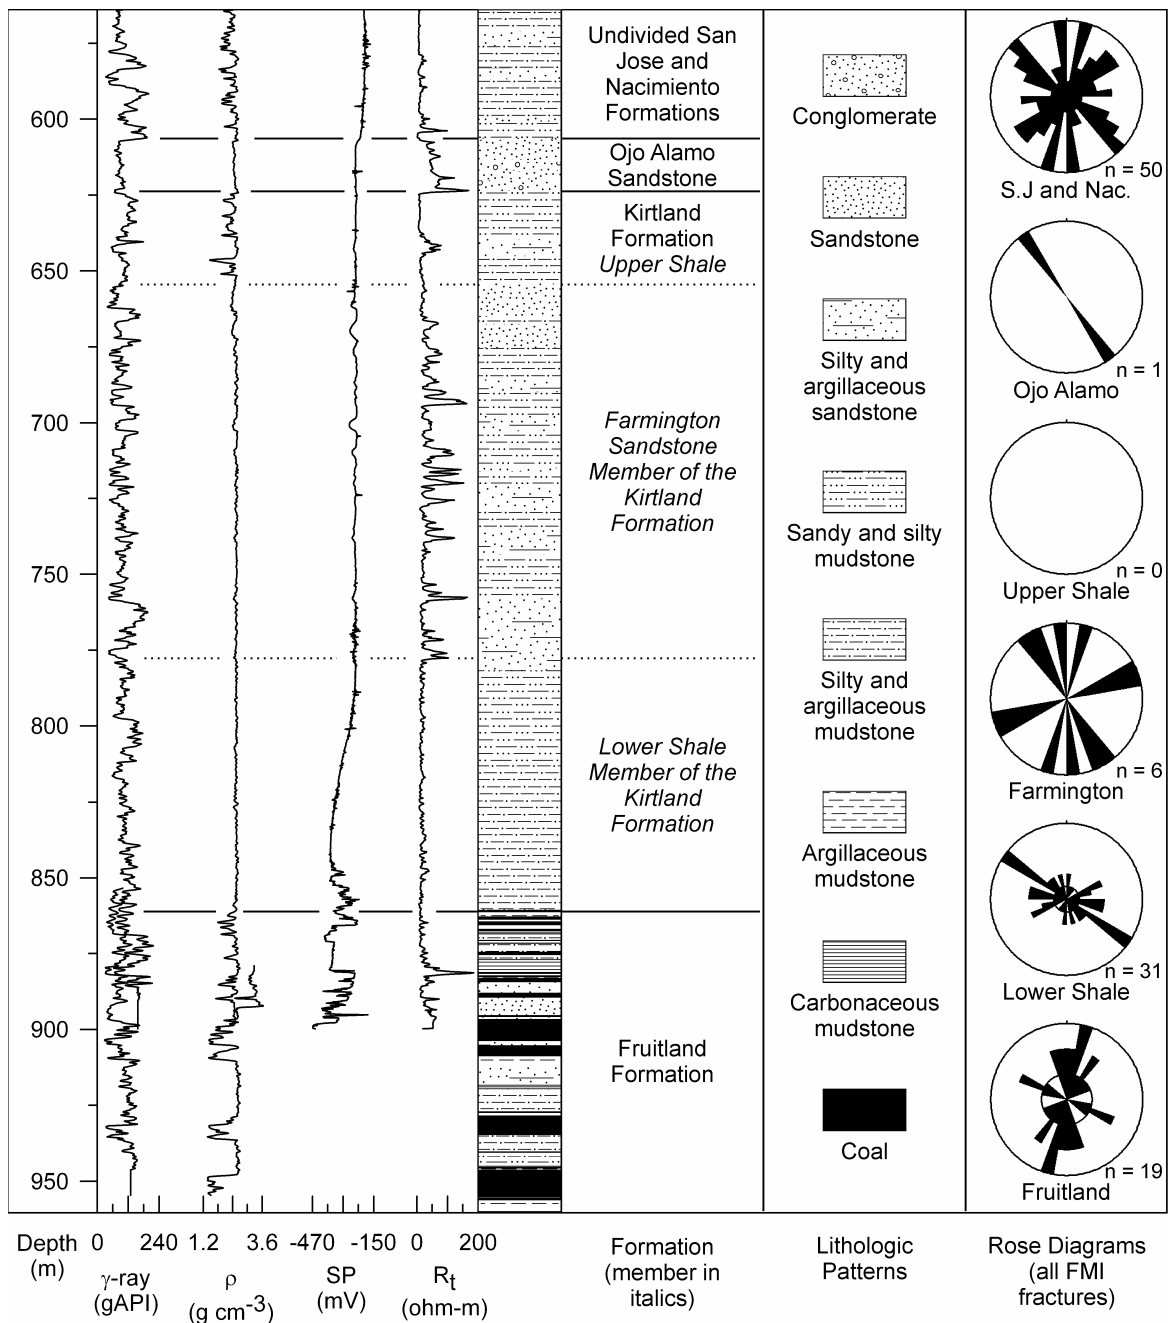 600
650
700
750
800
850
900
950
Depth
(m)
0 240
γ-ray
(gAPI)
1.2 3.6
ρ
(g cm-3)
-470 -150
SP
(mV)
0 200
Rt
(ohm-m)
Undivided San
Jose and
Nacimiento
Formations
Ojo Alamo
Sandstone
Kirtland
Formation
Upper Shale
Farmington
Sandstone
Member of the
Kirtland
Formation
Lower Shale
Member of the
Kirtland
Formation
Fruitland
Formation
Formation
(member in
italics)
Conglomerate
Sandstone
Silty and
argillaceous
sandstone
Sandy and silty
mudstone
Silty and
argillaceous
mudstone
Argillaceous
mudstone
Carbonaceous
mudstone
Coal
Lithologic
Patterns
n = 50
S.J and Nac.
n = 1
Ojo Alamo
n = 0
Upper Shale
n = 6
Farmington
n = 31
Lower Shale
n = 19
Fruitland
Rose Diagrams
(all FMI
fractures)